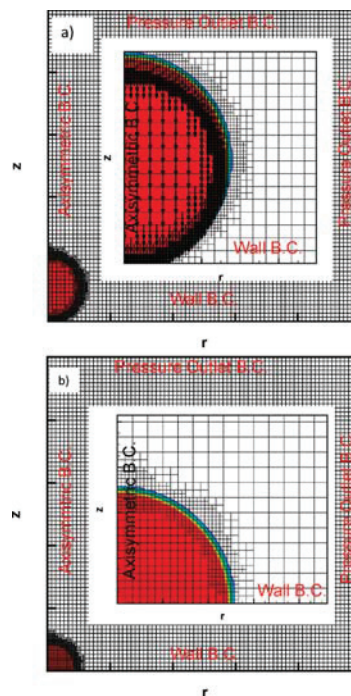 Pressure Outlet B.C.
a)
Axisymmetric B.C.
z
z
Axisymmetric B.C.
Pressure Outlet B.C.
Wall B.C.
r
Wall B.C.
r
Pressure Outlet B.C.
b)
Axisymmetric B.C.
z
z
Axisymmetric B.C.
Pressure Outlet B.C.
Wall B.C.
r
Wall B.C.
r